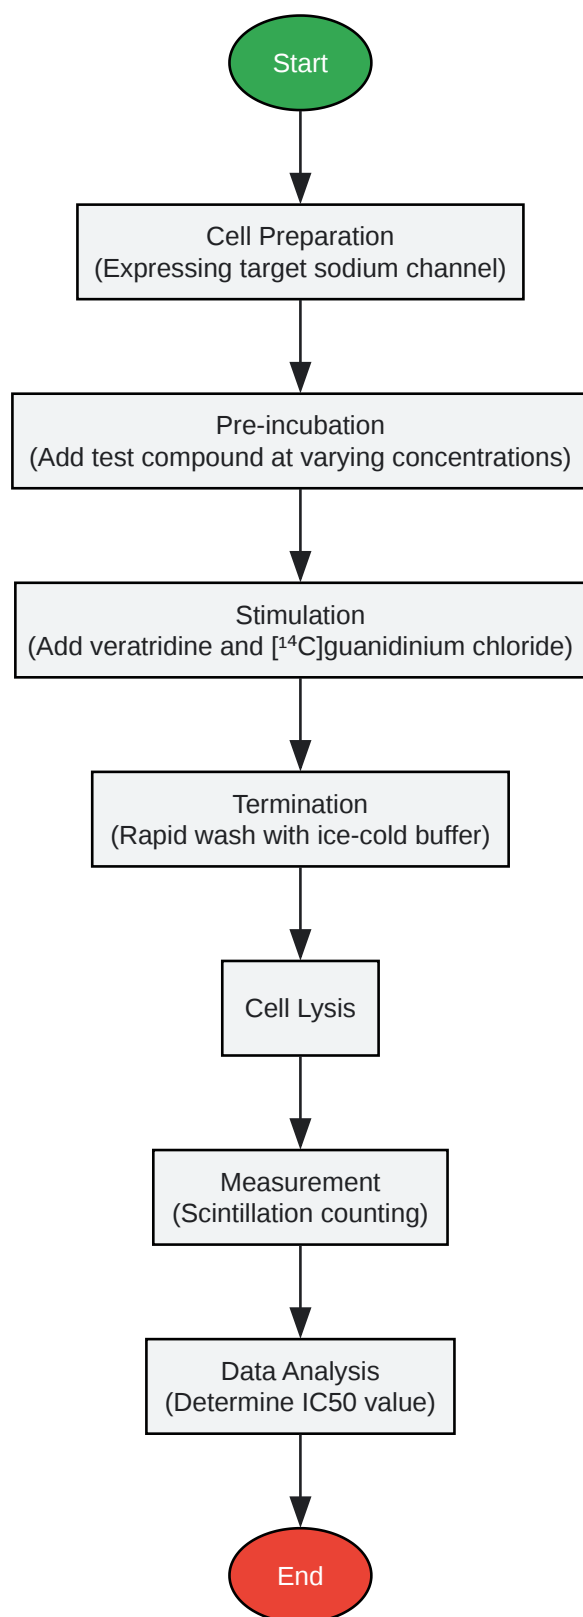 Start
Cell Preparation
(Expressing target sodium channel)
Pre-incubation
(Add test compound at varying concentrations)
Stimulation
(Add veratridine and [¹⁴C]guanidinium chloride)
Termination
(Rapid wash with ice-cold buffer)
Cell Lysis
Measurement
(Scintillation counting)
Data Analysis
(Determine IC50 value)
End